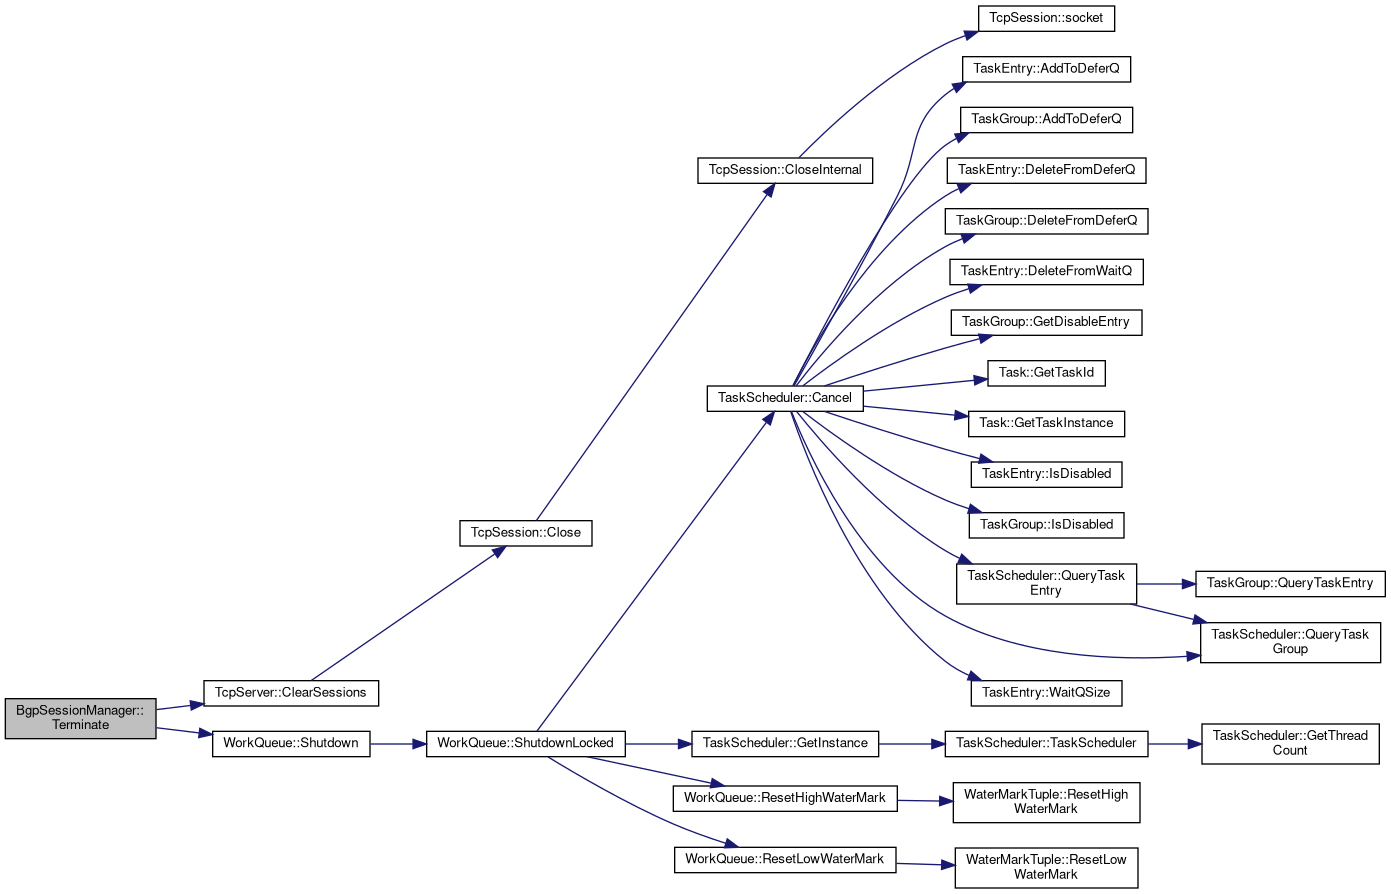 TcpSession::socket
TaskEntry::AddToDeferQ
TaskGroup::AddToDeferQ
TcpSession::CloseInternal
TaskEntry::DeleteFromDeferQ
TaskGroup::DeleteFromDeferQ
TaskEntry::DeleteFromWaitQ
TaskGroup::GetDisableEntry
Task::GetTaskId
TaskScheduler::Cancel
Task::GetTaskInstance
TaskEntry::IsDisabled
TaskGroup::IsDisabled
TcpSession::Close
TaskScheduler::QueryTask
Entry
TaskGroup::QueryTaskEntry
TaskScheduler::QueryTask
Group
TcpServer::ClearSessions
TaskEntry::WaitQSize
BgpSessionManager::
Terminate
WorkQueue::Shutdown
WorkQueue::ShutdownLocked
TaskScheduler::GetInstance
TaskScheduler::TaskScheduler
TaskScheduler::GetThread
Count
WorkQueue::ResetHighWaterMark
WaterMarkTuple::ResetHigh
WaterMark
WorkQueue::ResetLowWaterMark
WaterMarkTuple::ResetLow
WaterMark